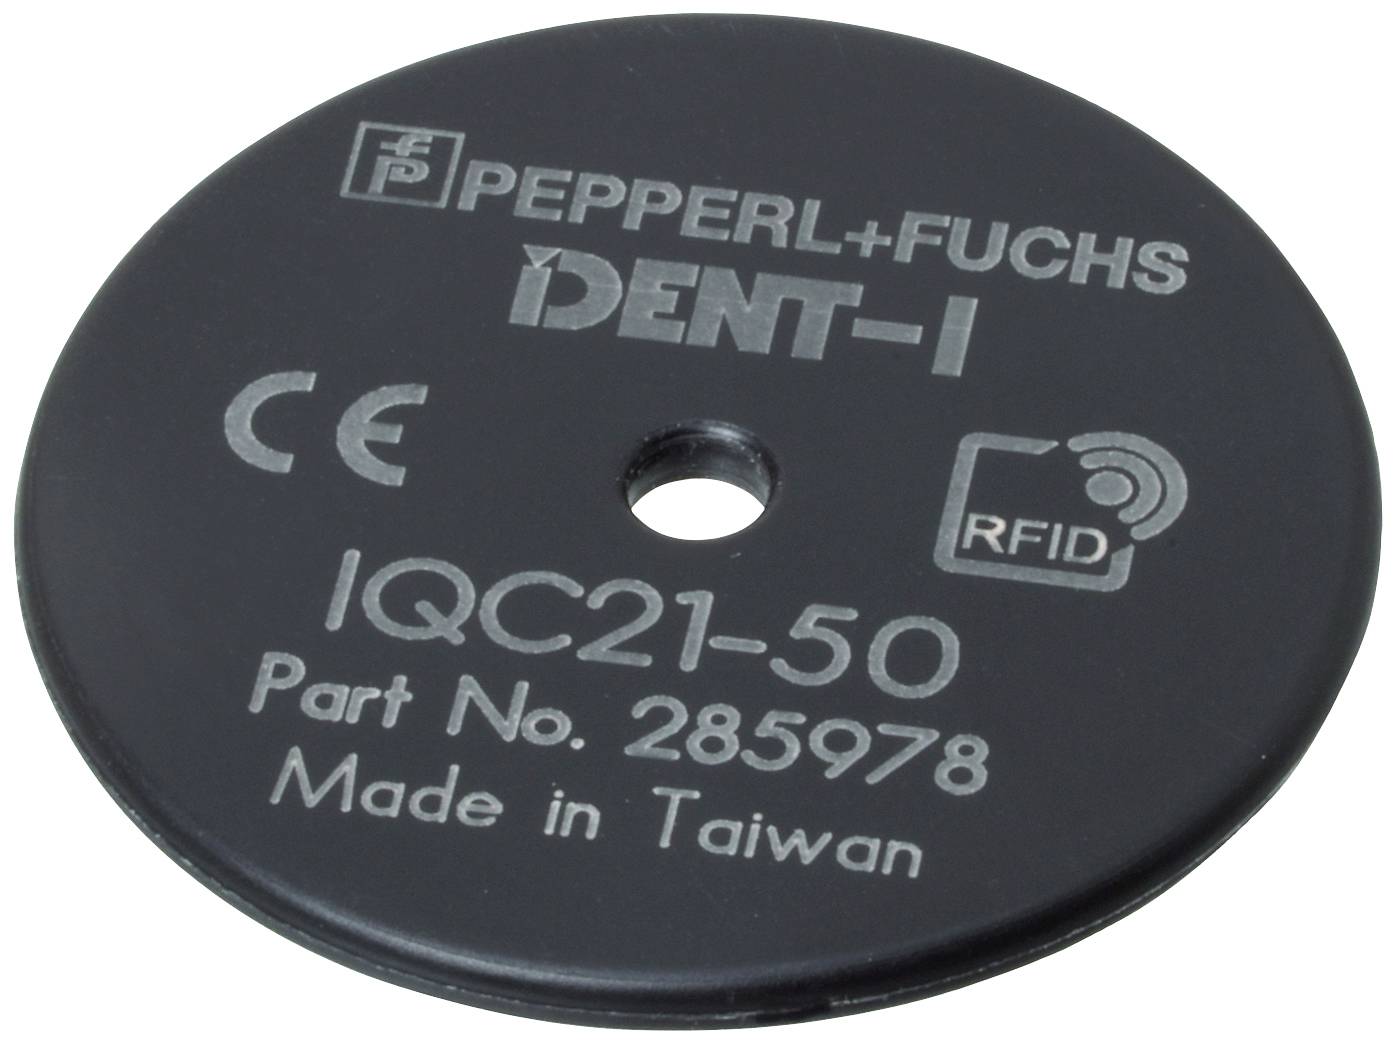 PEPPERL+FUCHS
IDENT-I
CE
RFID
IQC21-50
Part No. 285978
Made in Taiwan